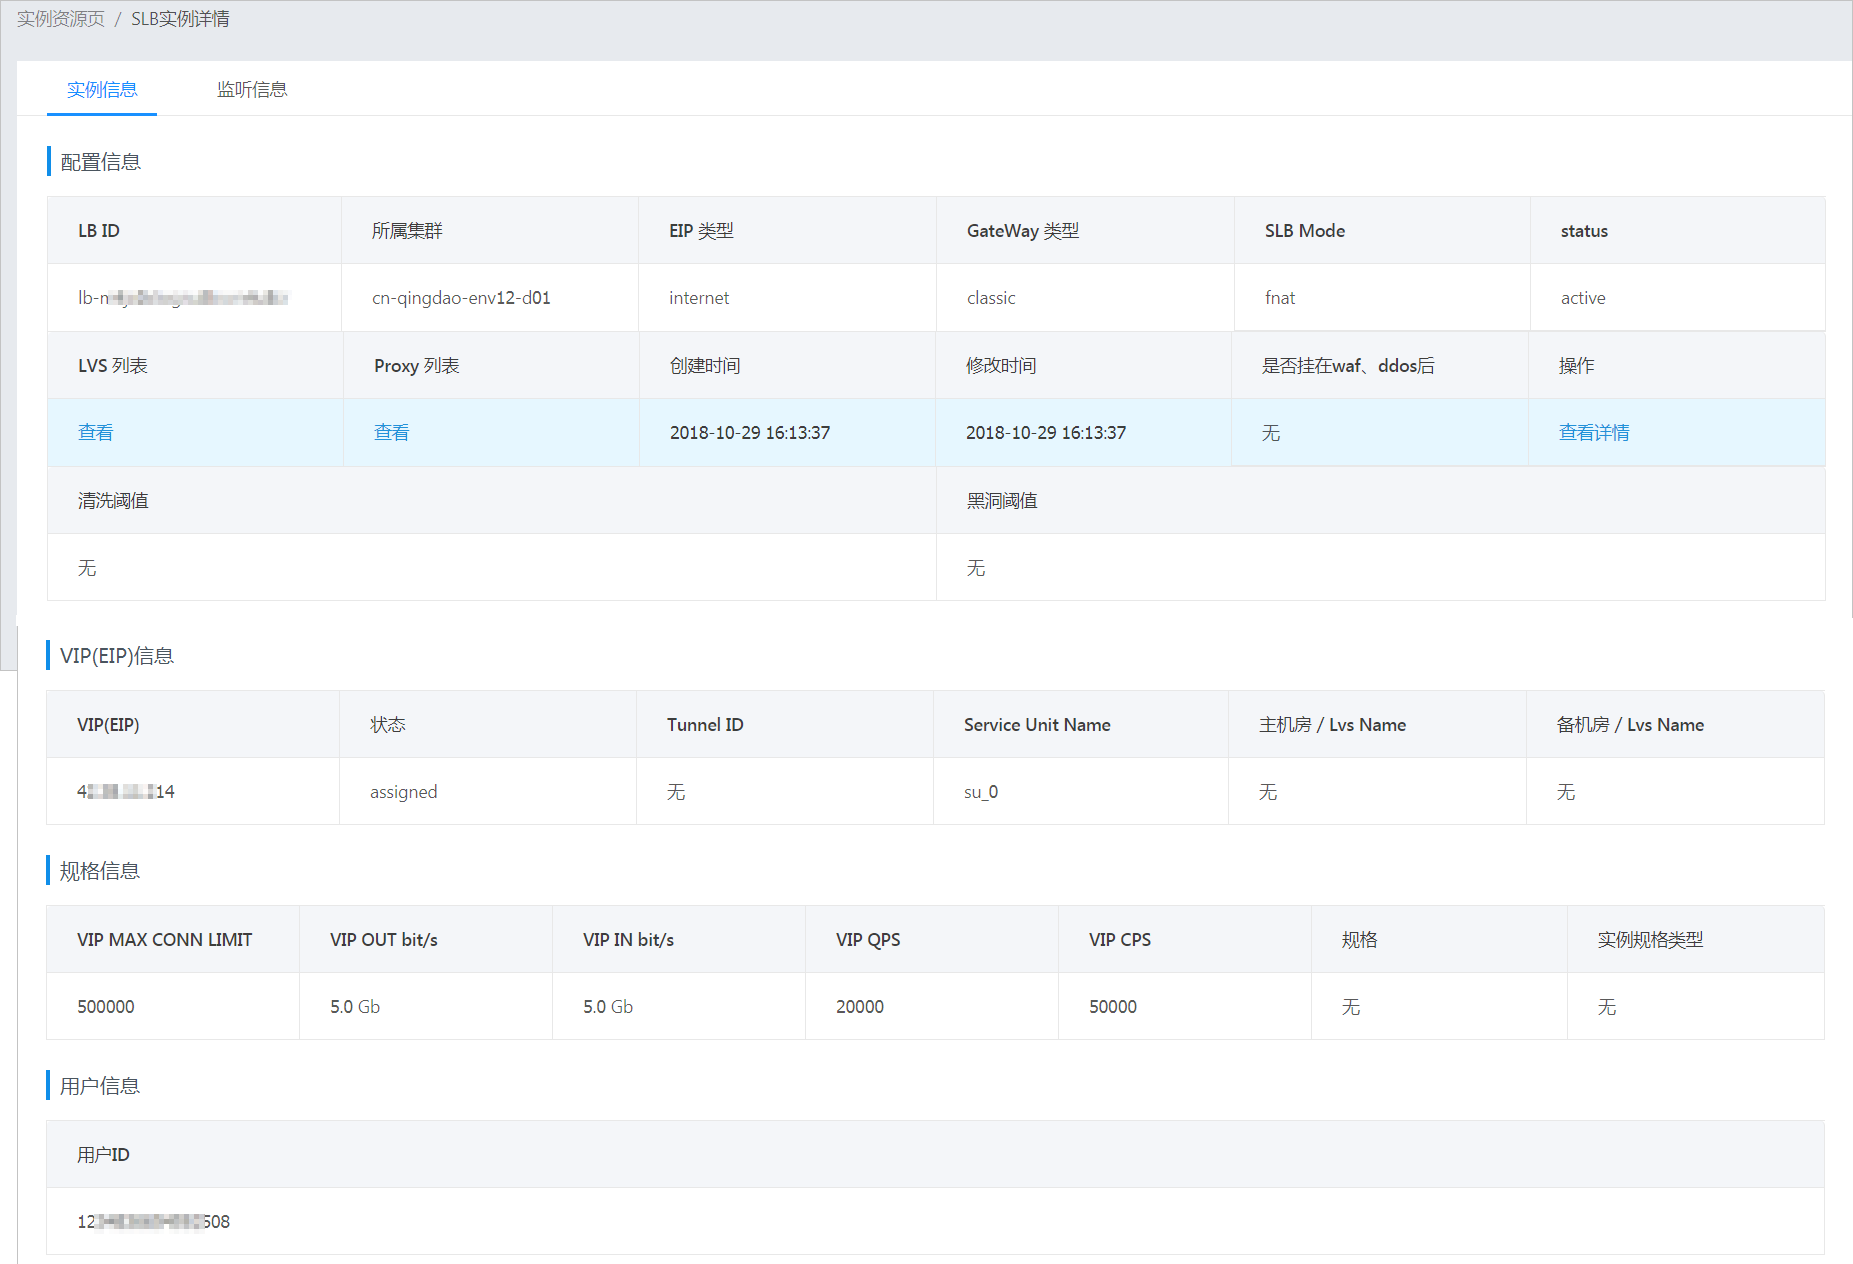 实例资源页 / SLB实例详情
实例信息 监听信息
配置信息
LB ID 所属集群 EIP 类型 GateWay 类型 SLB Mode status
cn-qingdao-env12-d01 internet classic fnat active
LVS 列表 Proxy 列表 创建时间 修改时间 是否挂在waf、ddos后 操作
查看 查看 2018-10-29 16:13:37 2018-10-29 16:13:37 无 查看详情
清洗阈值 黑洞阈值
无 无
VIP(EIP)信息
VIP(EIP) 状态 Tunnel ID Service Unit Name 主机房 / Lvs Name 备机房 / Lvs Name
assigned 无 su_0 无 无
规格信息
VIP MAX CONN LIMIT VIP OUT bit/s VIP IN bit/s VIP QPS VIP CPS 规格 实例规格类型
500000 5.0 Gb 5.0 Gb 20000 50000 无 无
用户信息
用户ID